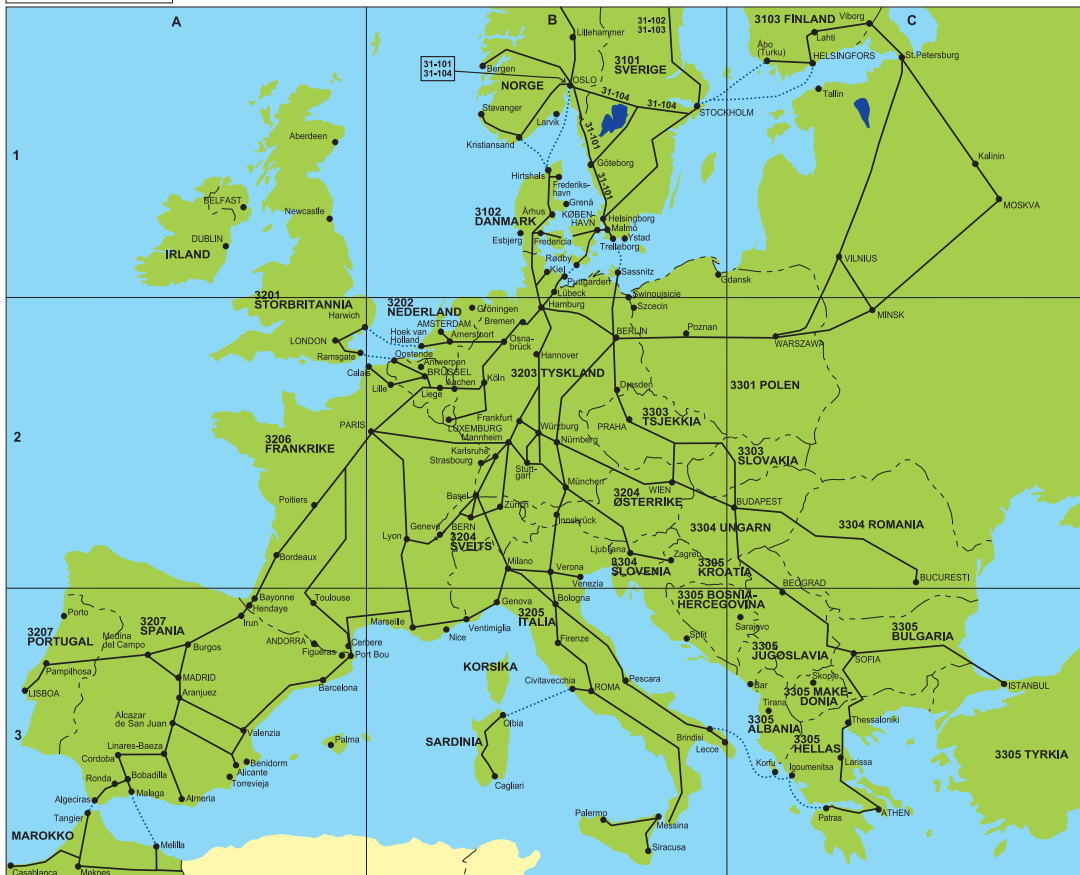 A
B
C
1
2
3
31-102
31-103
3103 FINLAND
Viborg
Lahti
Lillehammer
Åbo
(Turku)
HELSINGFORS
St.Petersburg
31-101
31-104
Bergen
3101
SVERIGE
OSLO
NORGE
31-104
31-104
Tallin
STOCKHOLM
Stavanger
Larvik
Kristiansand
31-101
Aberdeen
Kalinin
Göteborg
Hirtshals
Frederiks-
havn
31-101
Grenå
MOSKVA
BELFAST
Newcastle
3102
DANMARK
Århus
KØBEN-
HAVN
Helsingborg
Malmö
Esbjerg
Fredericia
Ystad
Trelleborg
DUBLIN
IRLAND
Rødby
Kiel
Puttgarden
Sassnitz
VILNIUS
Gdansk
Lübeck
Swinoujsicie
3201
STORBRITANNIA
3202
NEDERLAND
Gröningen
Hamburg
Szcecin
MINSK
Harwich
AMSTERDAM
Bremen
Hoek van
Holland
Amersfoort
LONDON
Osna-
brück
BERLIN
Poznan
WARSZAWA
Ramsgate
Oostende
Hannover
Calais
Antwerpen
BRÜSSEL
3203 TYSKLAND
Lille
Liege
Aachen
Köln
Dresden
3301 POLEN
LUXEMBURG
Frankfurt
Mannheim
Würzburg
PRAHA
3303
TSJEKKIA
PARIS
3206
FRANKRIKE
Nürnberg
Karlsruhe
Strasbourg
Stutt-
gart
3303
SLOVAKIA
München
3204
ØSTERRIKE
WIEN
Basel
Zürich
BUDAPEST
Poitiers
Innsbrück
BERN
Geneve
3204
SVEITS
3304 UNGARN
3304 ROMANIA
Lyon
Ljubljana
Zagreb
Bordeaux
Milano
Verona
Venezia
3304
SLOVENIA
3305
KROATIA
BEOGRAD
BUCURESTI
Bayonne
Hendaye
Irun
Toulouse
Genova
Bologna
3305 BOSNIA-
HERCEGOVINA
Porto
3207
PORTUGAL
3207
SPANIA
Medina
del Campo
Burgos
ANDORRA
Figueras
Cerbere
Port Bou
Marseille
Nice
Ventimiglia
3205
ITALIA
Firenze
Split
Sarajevo
3305
BULGARIA
3305
JUGOSLAVIA
SOFIA
Pampilhosa
KORSIKA
LISBOA
MADRID
Aranjuez
Barcelona
Civitavecchia
ROMA
Pescara
Bar
Skopje
ISTANBUL
3305 MAKE-
DONIA
Tirana
Alcazar
de San Juan
Valenzia
Olbia
3305
ALBANIA
Thessaloniki
Palma
SARDINIA
Brindisi
Lecce
3305
HELLAS
3305 TYRKIA
Linares-Baeza
Cordoba
Benidorm
Alicante
Torrevieja
Larissa
Korfu
Igoumenitsa
Ronda
Bobadilla
Malaga
Almeria
Cagliari
Algeciras
Tangier
Palermo
Messina
Patras
ATHEN
MAROKKO
Melilla
Siracusa
Casablanca
Meknes